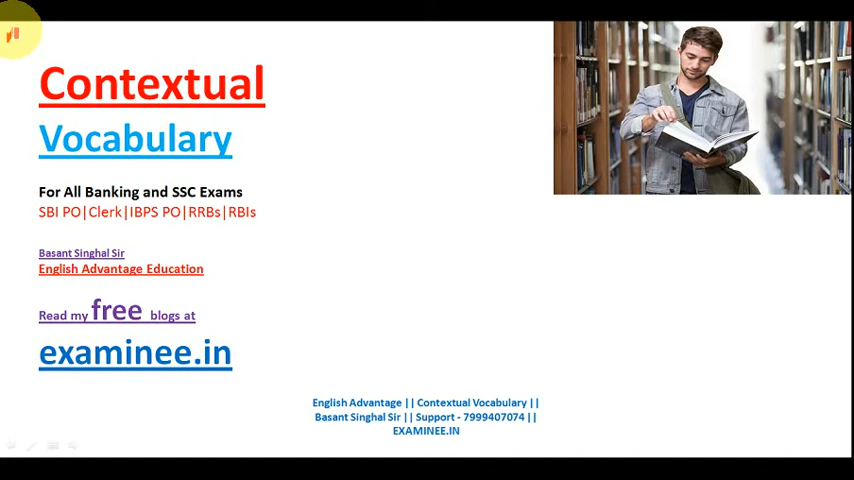 Contextual
Vocabulary
For All Banking and SSC Exams
SBI PO|Clerk|IBPS PO|RRBs|RBIs
Basant Singhal Sir
English Advantage Education
Read my free blogs at
examinee.in
English Advantage || Contextual Vocabulary ||
Basant Singhal Sir || Support - 7999407074 ||
EXAMINEE.IN